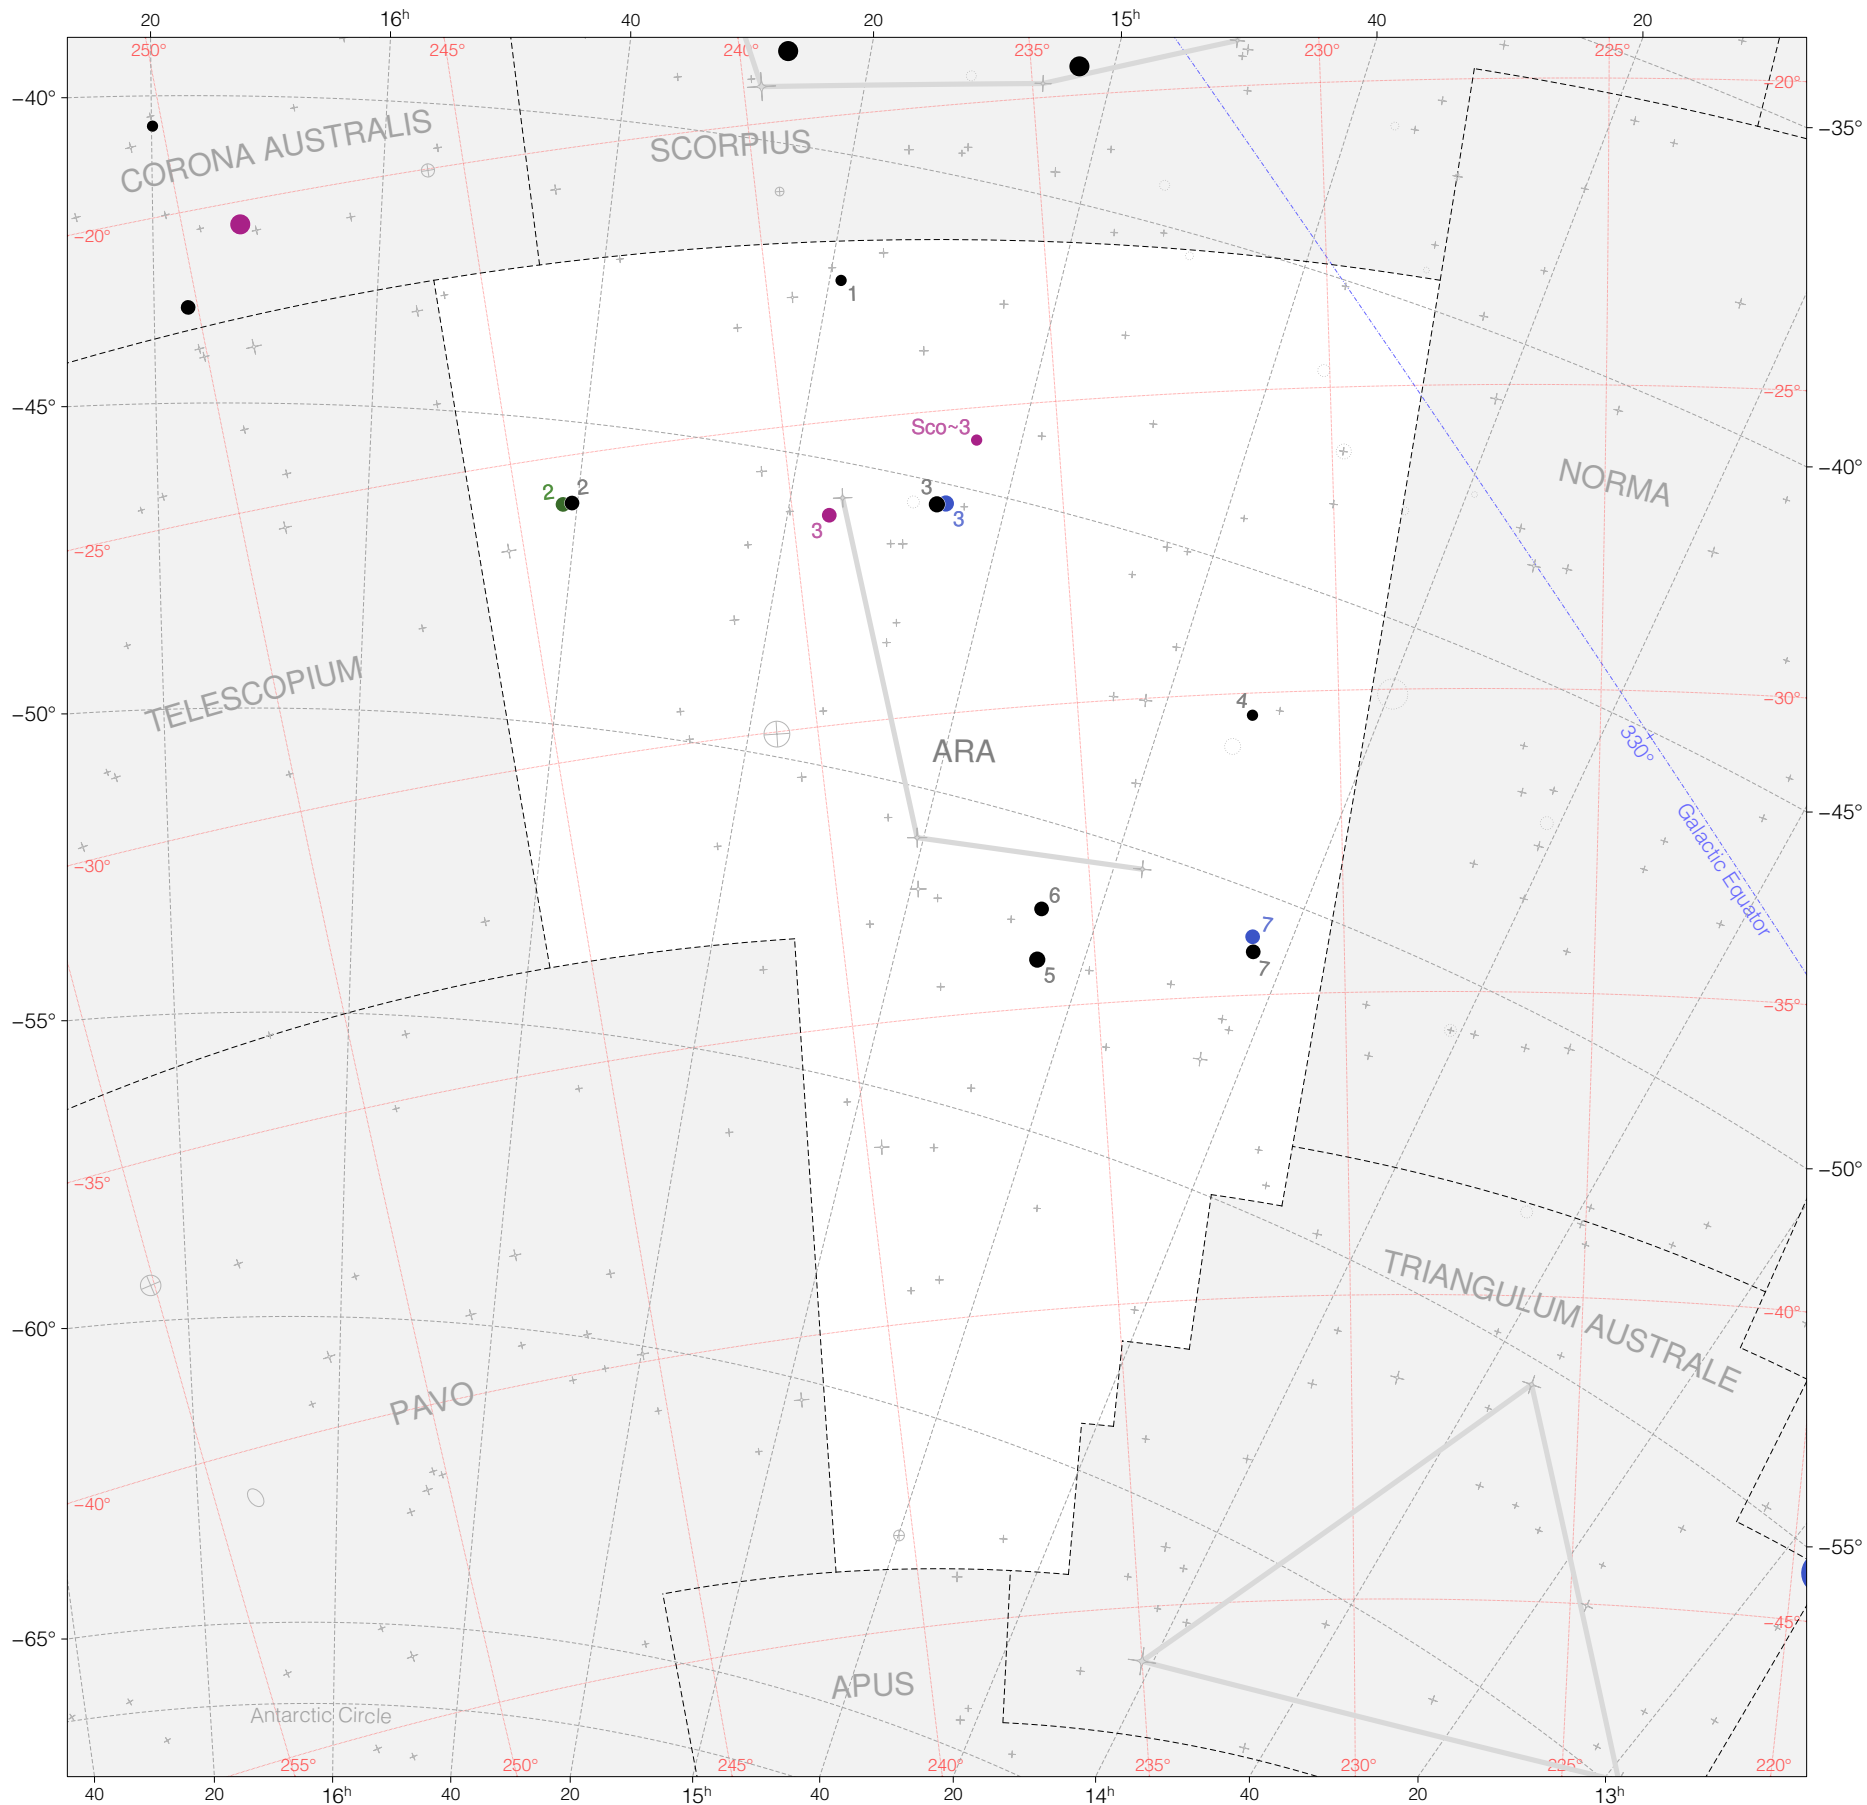 20 16h 40 20 15h 40 20
250° 245° 240° 235° 230° 225°
−20°
−40°
−35°
CORONA AUSTRALIS
SCORPIUS
−20°
1
−45°
−25°
Sco~3
−40°
NORMA
2 2 3 3 3
−25°
TELESCOPIUM
−50°
−30°
4
ARA
330°
−45°
Galactic Equator
−30°
6
7
5
7
−55°
−35°
−50°
−35°
TRIANGULUM AUSTRALE
−60°
−40°
PAVO
−40°
−55°
−65°
−45°
APUS
Antarctic Circle
255° 250° 245° 240° 235° 230° 225° 220°
40 20 16h 40 20 15h 40 20 14h 40 20 13h